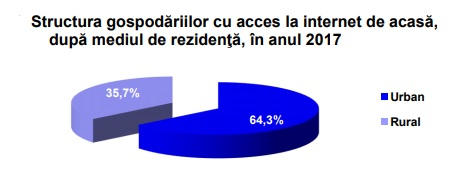 Structura gospodăriilor cu acces la internet de acasă,
după mediul de rezidenţă, în anul 2017
35,7%
64,3%
Urban
Rural